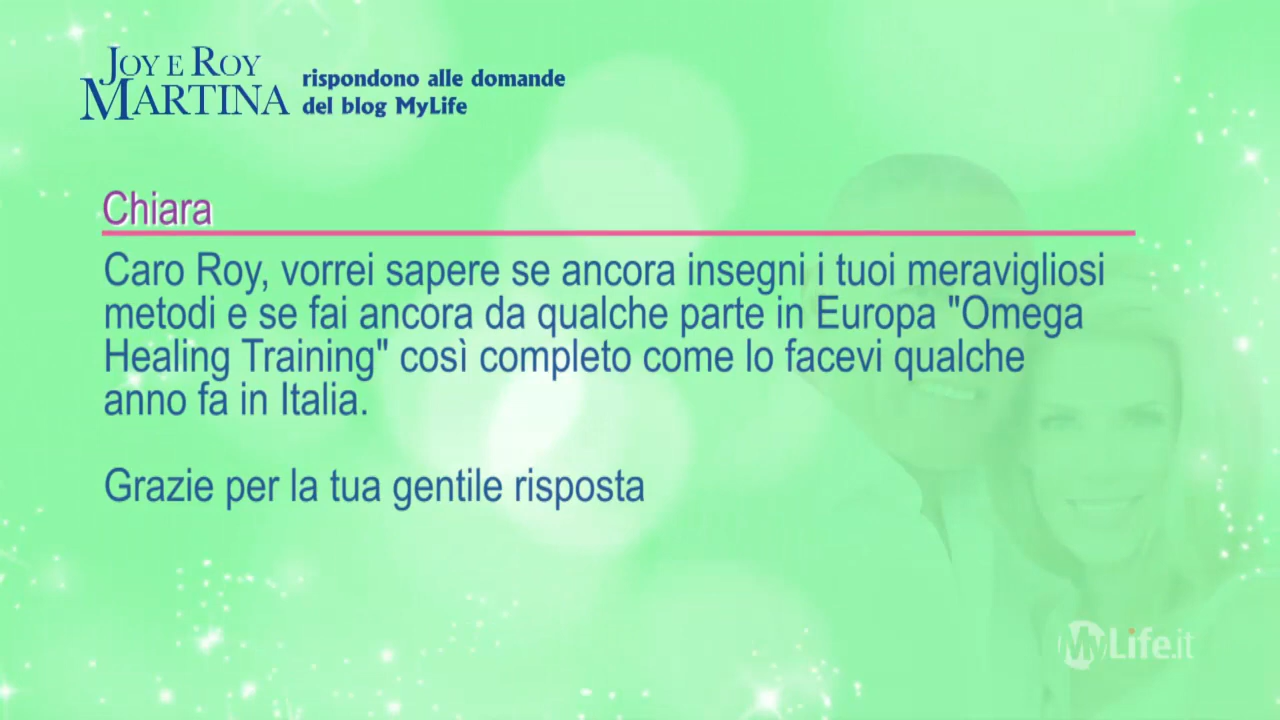 JOY E ROY
MARTINA
rispondono alle domande
del blog MyLife
Chiara
Caro Roy, vorrei sapere se ancora insegni i tuoi meravigliosi
metodi e se fai ancora da qualche parte in Europa "Omega
Healing Training" così completo come lo facevi qualche
anno fa in Italia.
Grazie per la tua gentile risposta
MyLife.it